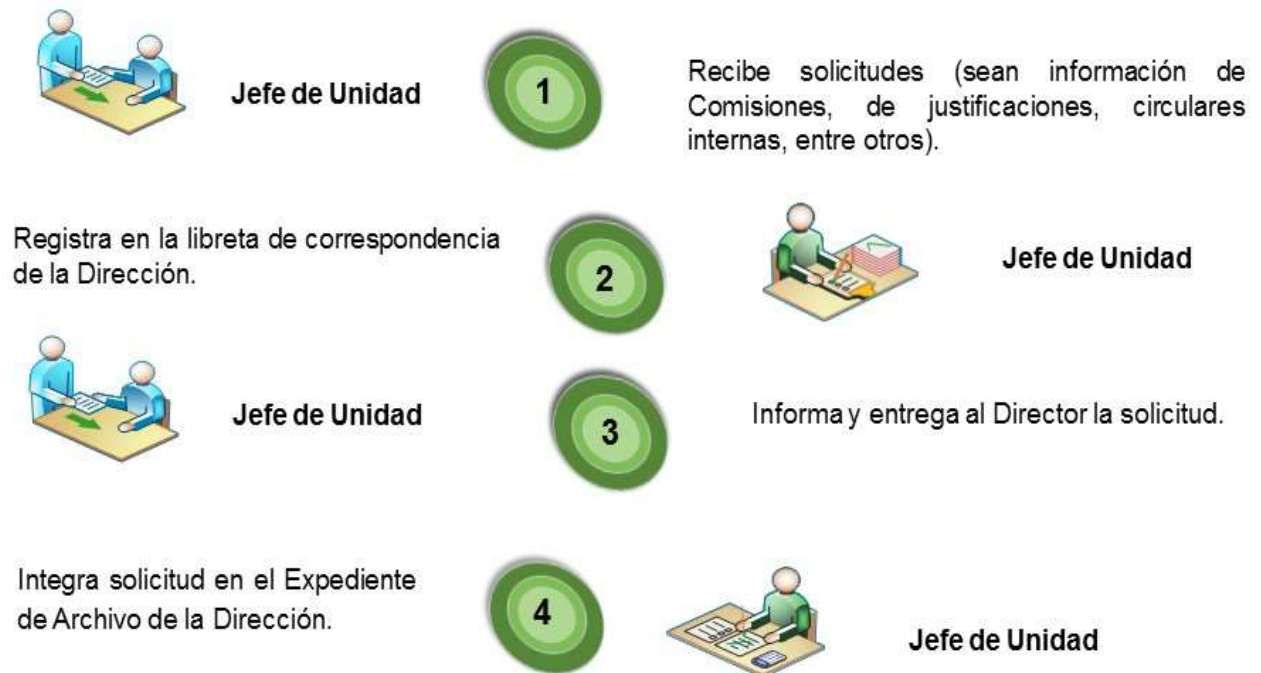 Jefe de Unidad
1
Recibe solicitudes (sean información de
Comisiones, de justificaciones, circulares
internas, entre otros).
Registra en la libreta de correspondencia
de la Dirección.
2
Jefe de Unidad
Jefe de Unidad
3
Informa y entrega al Director la solicitud.
Integra solicitud en el Expediente
de Archivo de la Dirección.
4
Jefe de Unidad